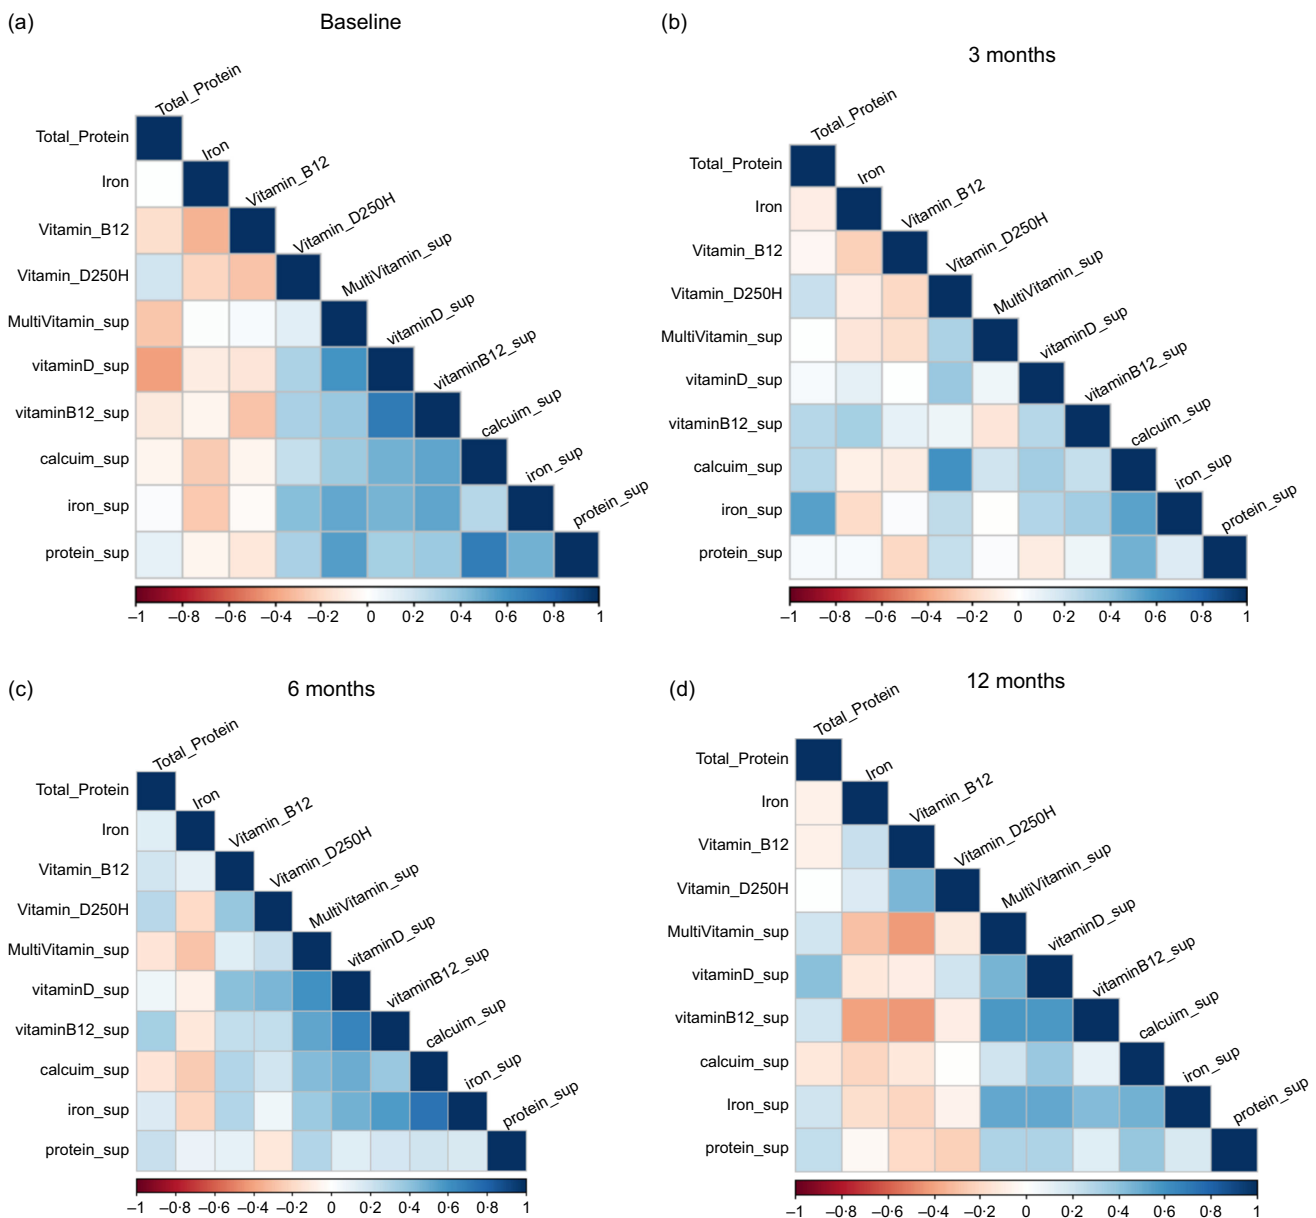 (a)
Baseline
Total_Protein
Iron
Vitamin_B12
Vitamin_D250H
MultiVitamin_sup
vitaminD_sup
vitaminB12_sup
calcuim_sup
iron_sup
protein_sup
Total_Protein
Iron
Vitamin_B12
Vitamin_D250H
MultiVitamin_sup
vitaminD_sup
vitaminB12_sup
calcuim_sup
iron_sup
protein_sup
–1 –0·8 –0·6 –0·4 –0·2 0 0·2 0·4 0·6 0·8 1
(b)
3 months
Total_Protein
Iron
Vitamin_B12
Vitamin_D250H
MultiVitamin_sup
vitaminD_sup
vitaminB12_sup
calcuim_sup
iron_sup
protein_sup
Total_Protein
Iron
Vitamin_B12
Vitamin_D250H
MultiVitamin_sup
vitaminD_sup
vitaminB12_sup
calcuim_sup
iron_sup
protein_sup
–1 –0·8 –0·6 –0·4 –0·2 0 0·2 0·4 0·6 0·8 1
(c)
6 months
Total_Protein
Iron
Vitamin_B12
Vitamin_D250H
MultiVitamin_sup
vitaminD_sup
vitaminB12_sup
calcuim_sup
iron_sup
protein_sup
Total_Protein
Iron
Vitamin_B12
Vitamin_D250H
MultiVitamin_sup
vitaminD_sup
vitaminB12_sup
calcuim_sup
iron_sup
protein_sup
–1 –0·8 –0·6 –0·4 –0·2 0 0·2 0·4 0·6 0·8 1
(d)
12 months
Total_Protein
Iron
Vitamin_B12
Vitamin_D250H
MultiVitamin_sup
vitaminD_sup
vitaminB12_sup
calcuim_sup
iron_sup
protein_sup
Total_Protein
Iron
Vitamin_B12
Vitamin_D250H
MultiVitamin_sup
vitaminD_sup
vitaminB12_sup
calcuim_sup
Iron_sup
protein_sup
–1 –0·8 –0·6 –0·4 –0·2 0 0·2 0·4 0·6 0·8 1